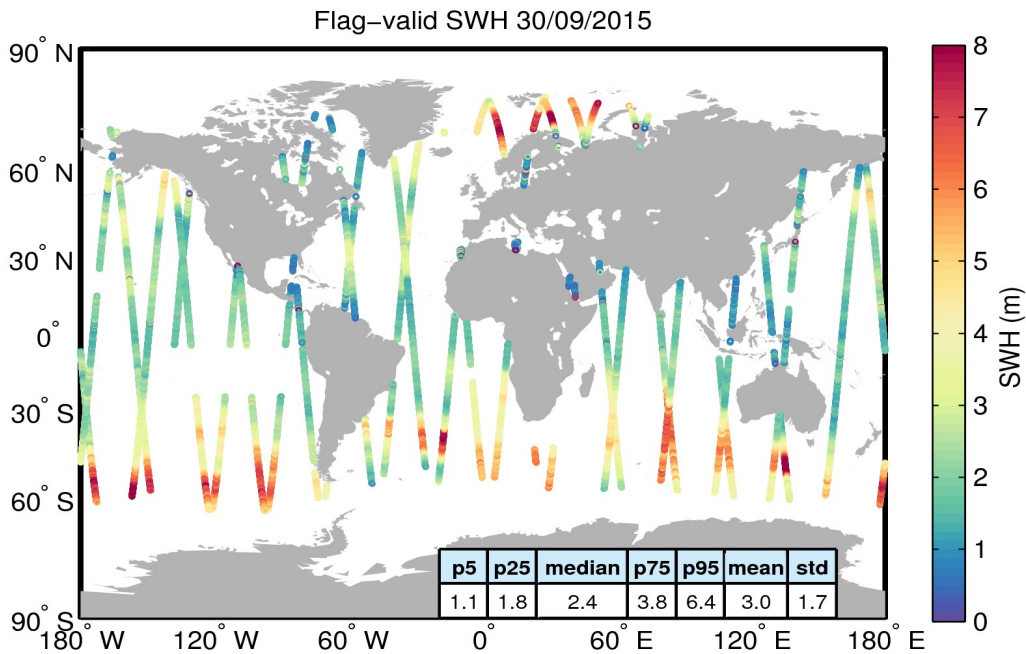 Flag−valid SWH 30/09/2015
90° N
60° N
30° N
0°
30° S
60° S
90° S
180° W
120° W
60° W
0°
60° E
120° E
180° E
p5 p25 median p75 p95 mean std
1.1 1.8 2.4 3.8 6.4 3.0 1.7
8
7
6
5
4
3
2
1
0
SWH (m)